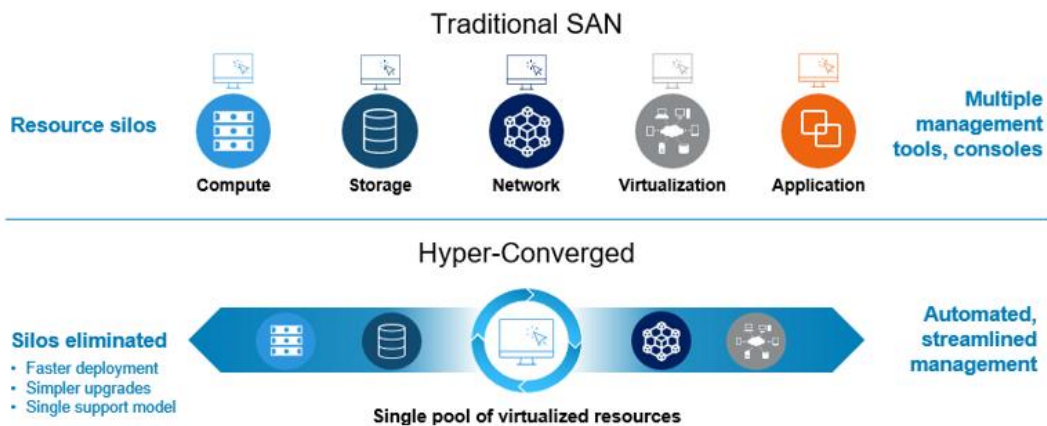 Traditional SAN
Resource silos
Multiple
management
tools, consoles
Compute
Storage
Network
Virtualization
Application
Hyper-Converged
Silos eliminated
• Faster deployment
• Simpler upgrades
• Single support model
Automated,
streamlined
management
Single pool of virtualized resources